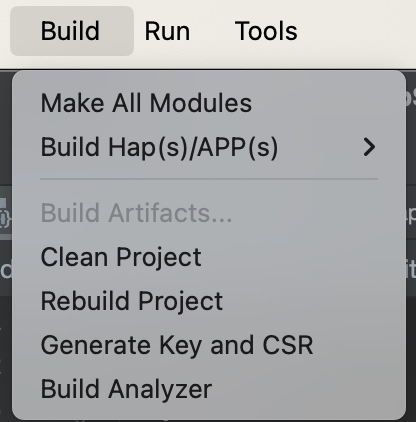 Build Run Tools
Make All Modules
Build Hap(s)/APP(s)
Build Artifacts...
Clean Project
Rebuild Project
Generate Key and CSR
Build Analyzer